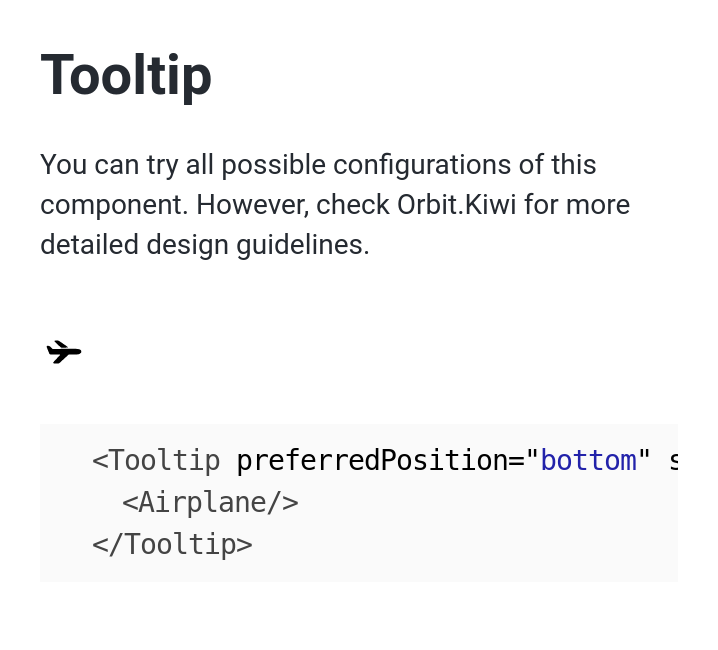 Tooltip
You can try all possible configurations of this
component. However, check Orbit.Kiwi for more
detailed design guidelines.
<Tooltip preferredPosition="bottom" s
<Airplane/>
</Tooltip>